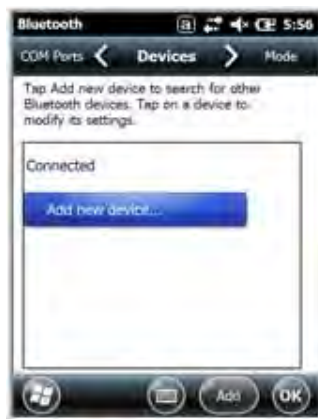 Bluetooth 5:56
COM Ports Devices Mode
Tap Add new device to search for other
Bluetooth devices. Tap on a device to
modify its settings.
Connected
Add new device...
Add OK